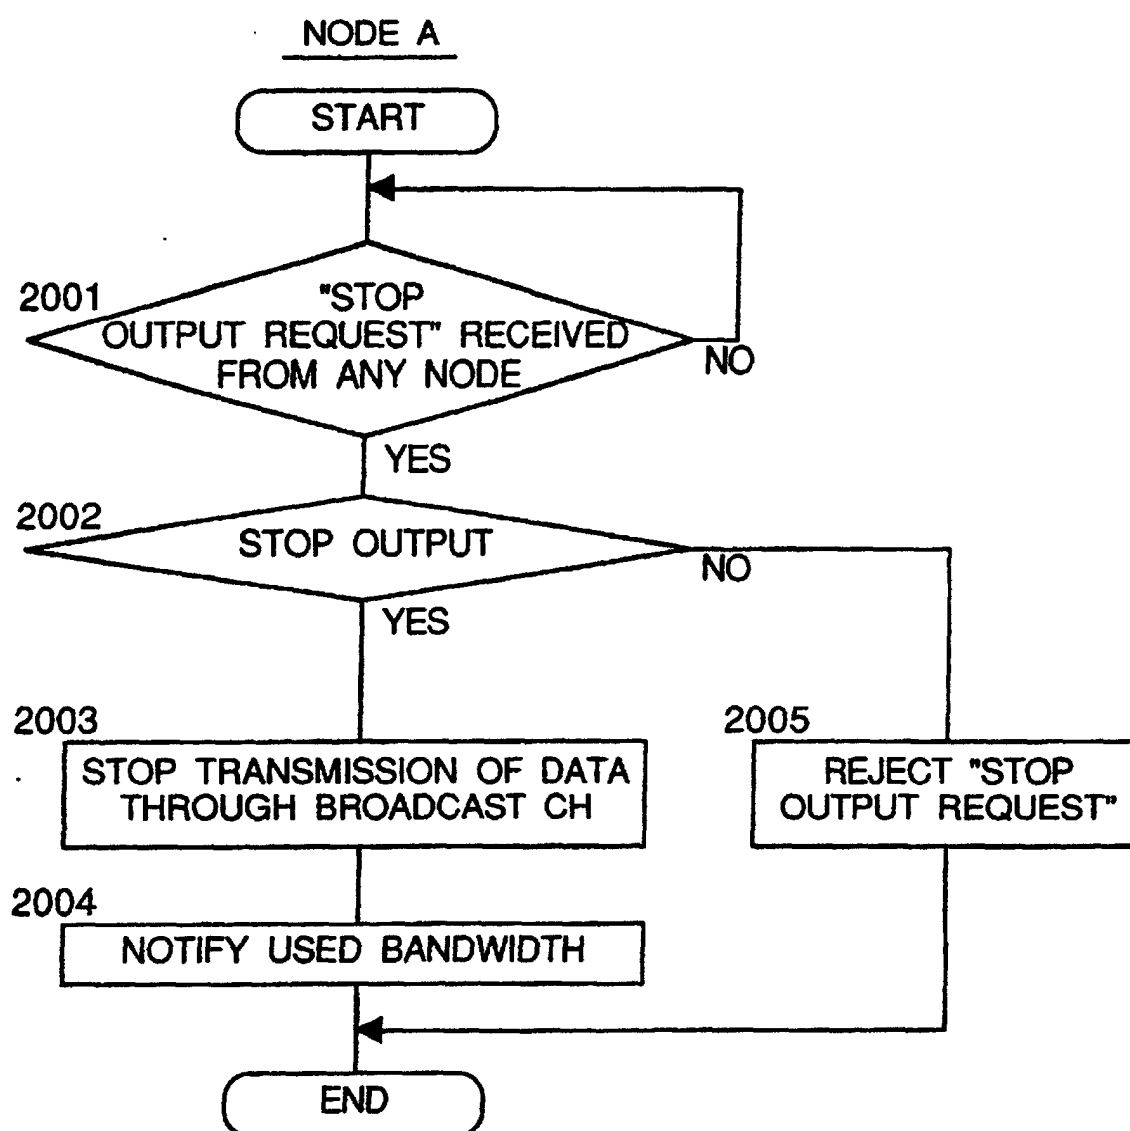 NODE A
START
2001
"STOP
OUTPUT REQUEST" RECEIVED
FROM ANY NODE
NO
YES
2002
STOP OUTPUT
NO
YES
2003
STOP TRANSMISSION OF DATA
THROUGH BROADCAST CH
2005
REJECT "STOP
OUTPUT REQUEST"
2004
NOTIFY USED BANDWIDTH
END